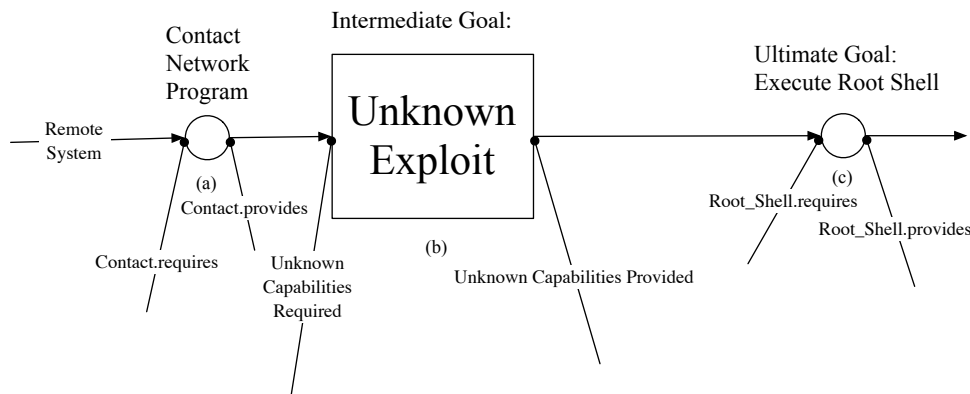 Intermediate Goal:
Contact
Network
Program
Ultimate Goal:
Execute Root Shell
Unknown
Exploit
Remote
System
(a)
(b)
(c)
Contact.provides
Contact.requires
Unknown
Capabilities
Required
Unknown Capabilities Provided
Root_Shell.requires
Root_Shell.provides